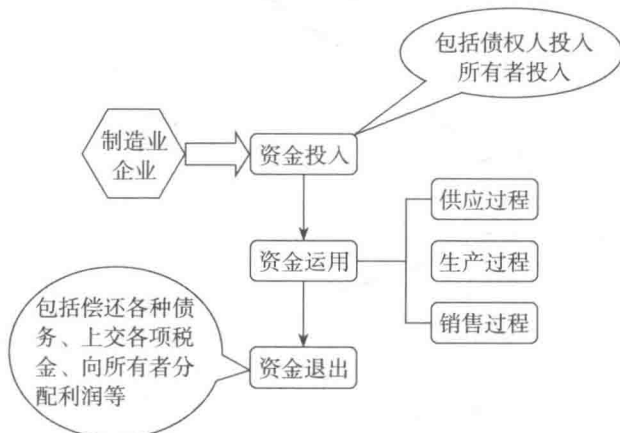 包括债权人投入
所有者投入
制造业
企业
资金投入
供应过程
资金运用
生产过程
销售过程
包括偿还各种债
务、上交各项税
金、向所有者分
配利润等
资金退出